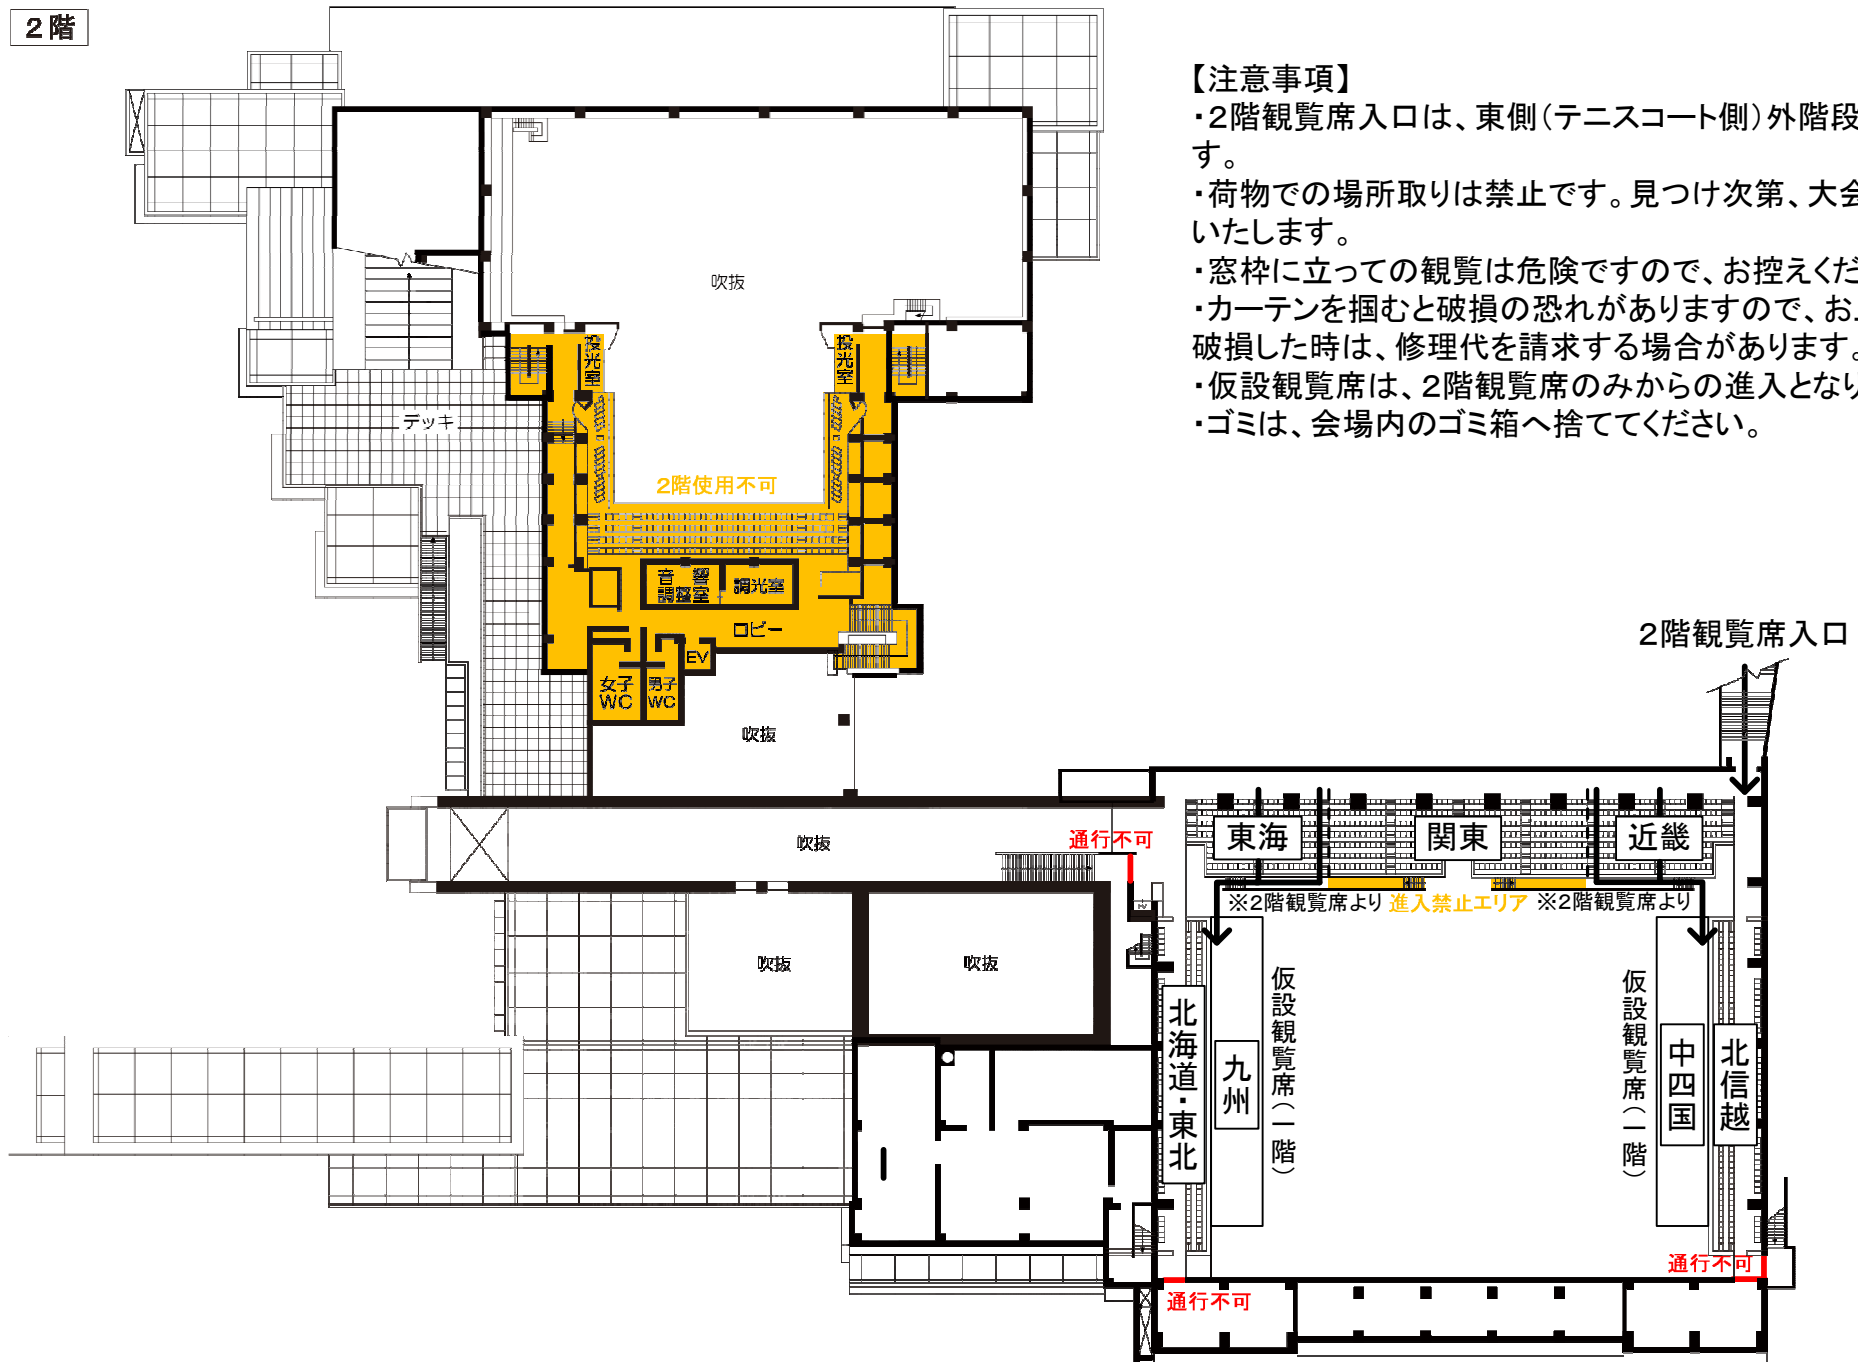 2階
【注意事項】
・2階観覧席入口は、東側(テニスコート側)外階段
す。
・荷物での場所取りは禁止です。見つけ次第、大会
いたします。
・窓枠に立っての観覧は危険ですので、お控えくだ
・カーテンを掴むと破損の恐れがありますので、お
破損した時は、修理代を請求する場合があります。
・仮設観覧席は、2階観覧席のみからの進入となり
・ゴミは、会場内のゴミ箱へ捨ててください。
吹抜
投光室
投光室
デッキ
2階使用不可
音響調整室
調光室
ロビー
EV
女子
WC
男子
WC
吹抜
2階観覧席入口
吹抜
通行不可
東海
関東
近畿
※2階観覧席より
進入禁止エリア
※2階観覧席より
吹抜
吹抜
北海道・東北
九州
仮設観覧席(一階)
仮設観覧席(一階)
中四国
北信越
通行不可
通行不可